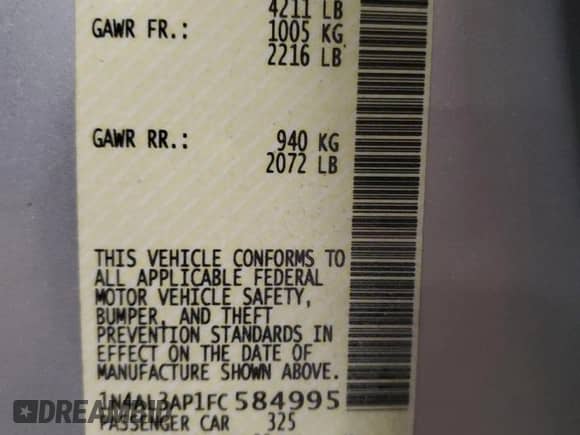 4211 LB
GAWR FR.: 1005 KG
2216 LB
GAWR RR.: 940 KG
2072 LB
THIS VEHICLE CONFORMS TO
ALL APPLICABLE FEDERAL
MOTOR VEHICLE SAFETY,
BUMPER, AND THEFT
PREVENTION STANDARDS IN
EFFECT ON THE DATE OF
MANUFACTURE SHOWN ABOVE.
1N4AL3AP1FC584995
PASSENGER CAR 325
DREAMBID